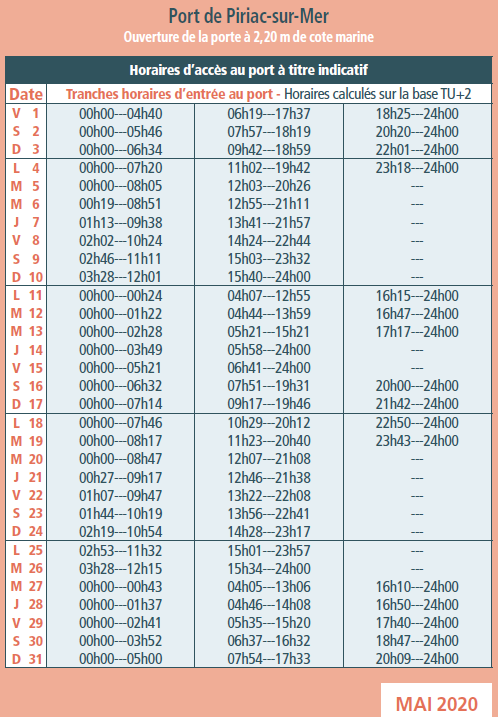 Port de Piriac-sur-Mer
Ouverture de la porte à 2,20 m de cote marine
Horaires d'accès au port à titre indicatif
Date Tranches horaires d'entrée au port - Horaires calculés sur la base TU+2
V 1 00h00---04h40 06h19---17h37 18h25---24h00
S 2 00h00---05h46 07h57---18h19 20h20---24h00
D 3 00h00---06h34 09h42---18h59 22h01---24h00
L 4 00h00---07h20 11h02---19h42 23h18---24h00
M 5 00h00---08h05 12h03---20h26 ---
M 6 00h19---08h51 12h55---21h11 ---
J 7 01h13---09h38 13h41---21h57 ---
V 8 02h02---10h24 14h24---22h44 ---
S 9 02h46---11h11 15h03---23h32 ---
D 10 03h28---12h01 15h40---24h00 ---
L 11 00h00---00h24 04h07---12h55 16h15---24h00
M 12 00h00---01h22 04h44---13h59 16h47---24h00
M 13 00h00---02h28 05h21---15h21 17h17---24h00
J 14 00h00---03h49 05h58---24h00 ---
V 15 00h00---05h21 06h41---24h00 ---
S 16 00h00---06h32 07h51---19h31 20h00---24h00
D 17 00h00---07h14 09h17---19h46 21h42---24h00
L 18 00h00---07h46 10h29---20h12 22h50---24h00
M 19 00h00---08h17 11h23---20h40 23h43---24h00
M 20 00h00---08h47 12h07---21h08 ---
J 21 00h27---09h17 12h46---21h38 ---
V 22 01h07---09h47 13h22---22h08 ---
S 23 01h44---10h19 13h56---22h41 ---
D 24 02h19---10h54 14h28---23h17 ---
L 25 02h53---11h32 15h01---23h57 ---
M 26 03h28---12h15 15h34---24h00 ---
M 27 00h00---00h43 04h05---13h06 16h10---24h00
J 28 00h00---01h37 04h46---14h08 16h50---24h00
V 29 00h00---02h41 05h35---15h20 17h40---24h00
S 30 00h00---03h52 06h37---16h32 18h47---24h00
D 31 00h00---05h00 07h54---17h33 20h09---24h00
MAI 2020